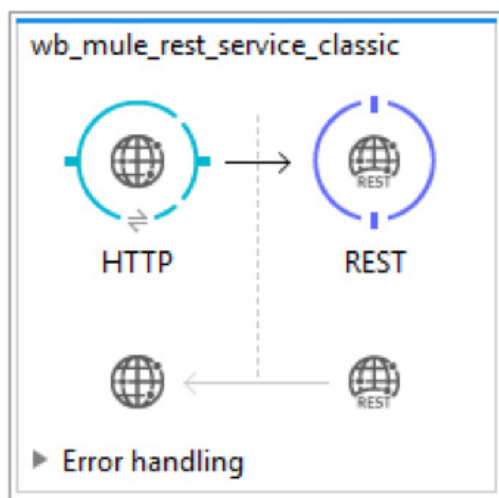 wb_mule_rest_service_classic
REST
HTTP
REST
REST
Error handling